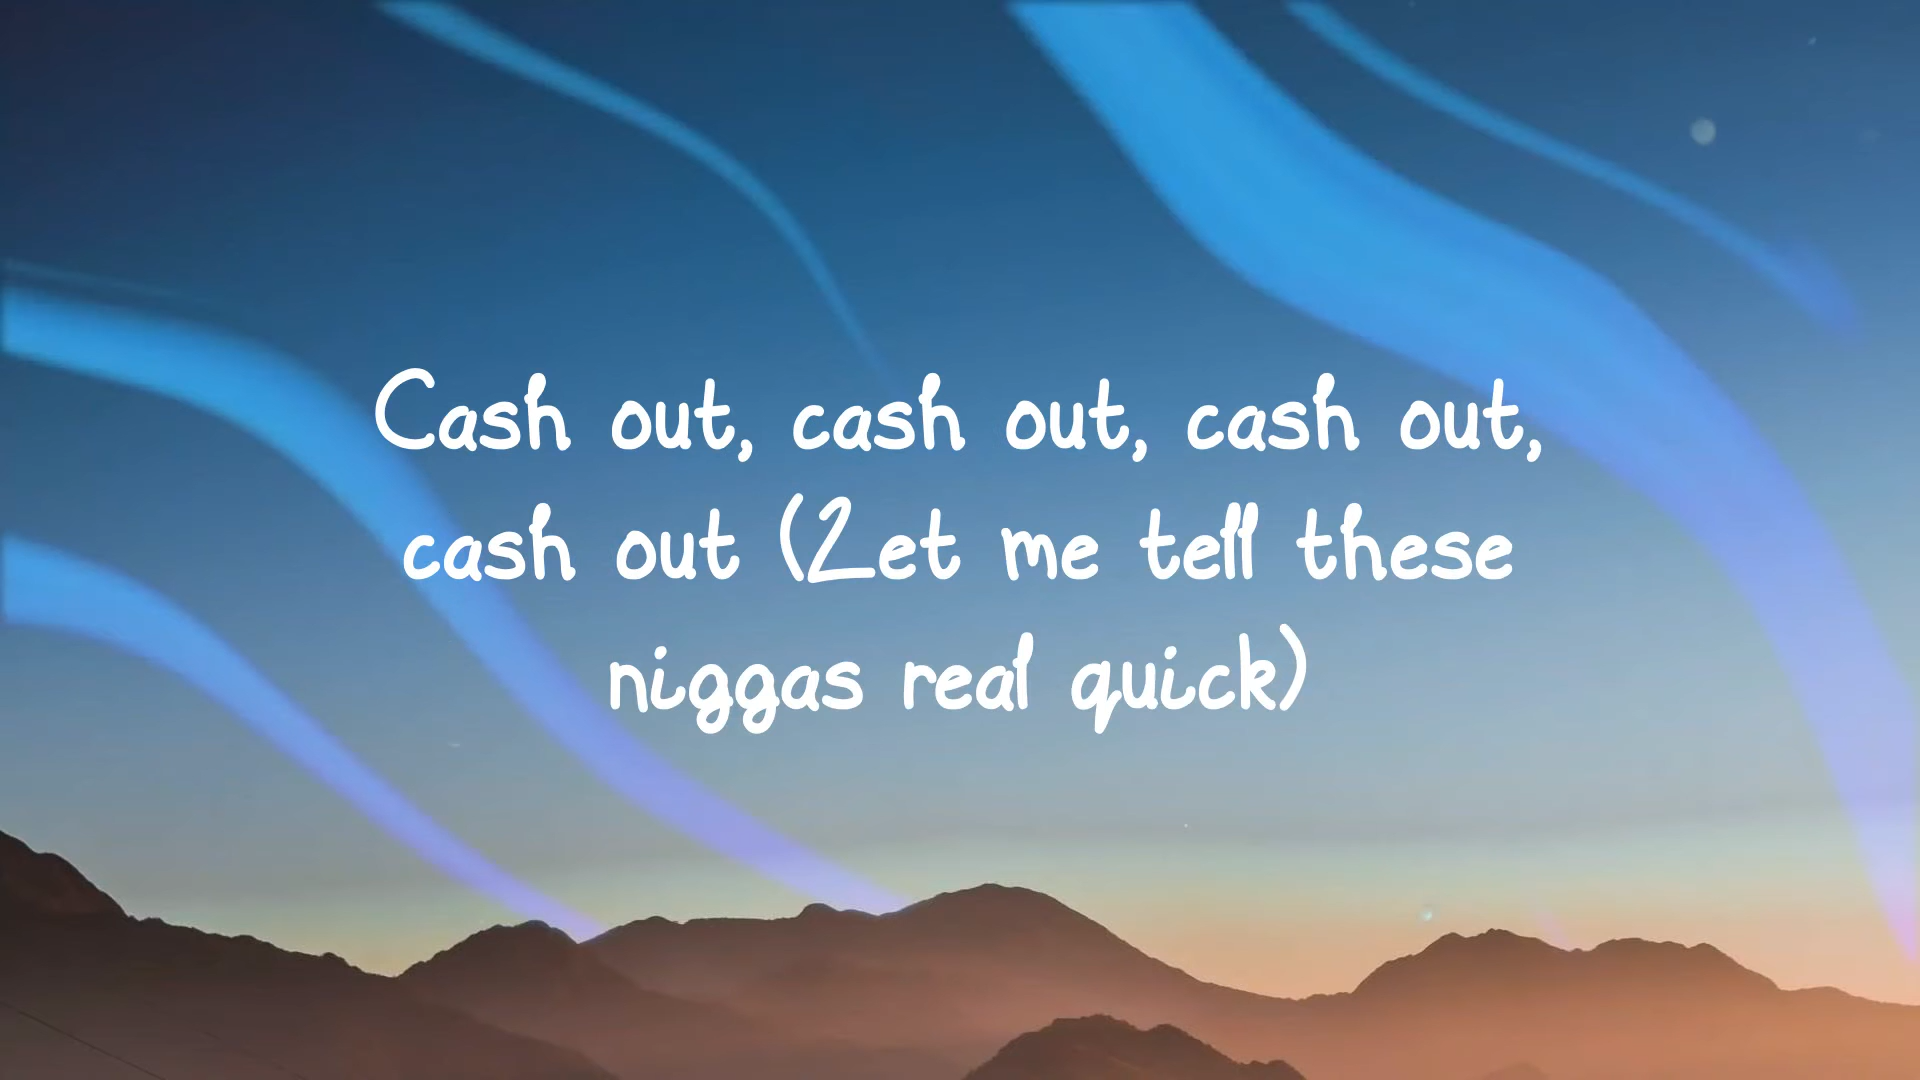 Cash out, cash out, cash out,
cash out (Let me tell these
niggas real quick)